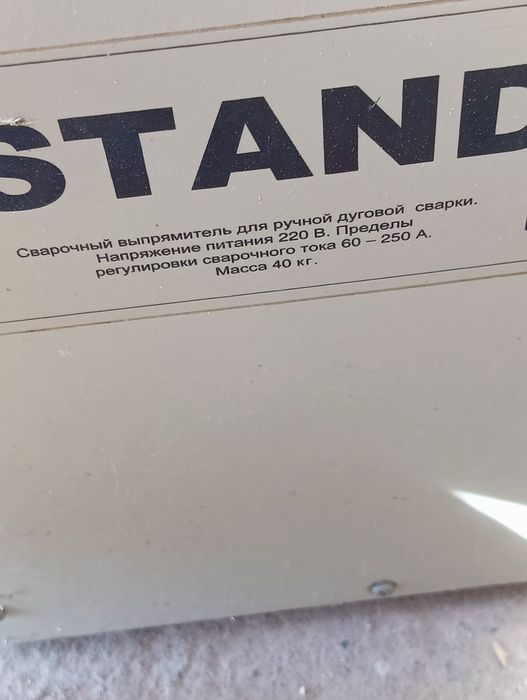 STAND
Сварочный выпрямитель для ручной дуговой сварки.
Напряжение питания 220 В. Пределы
регулировки сварочного тока 60 – 250 А.
Масса 40 кг.